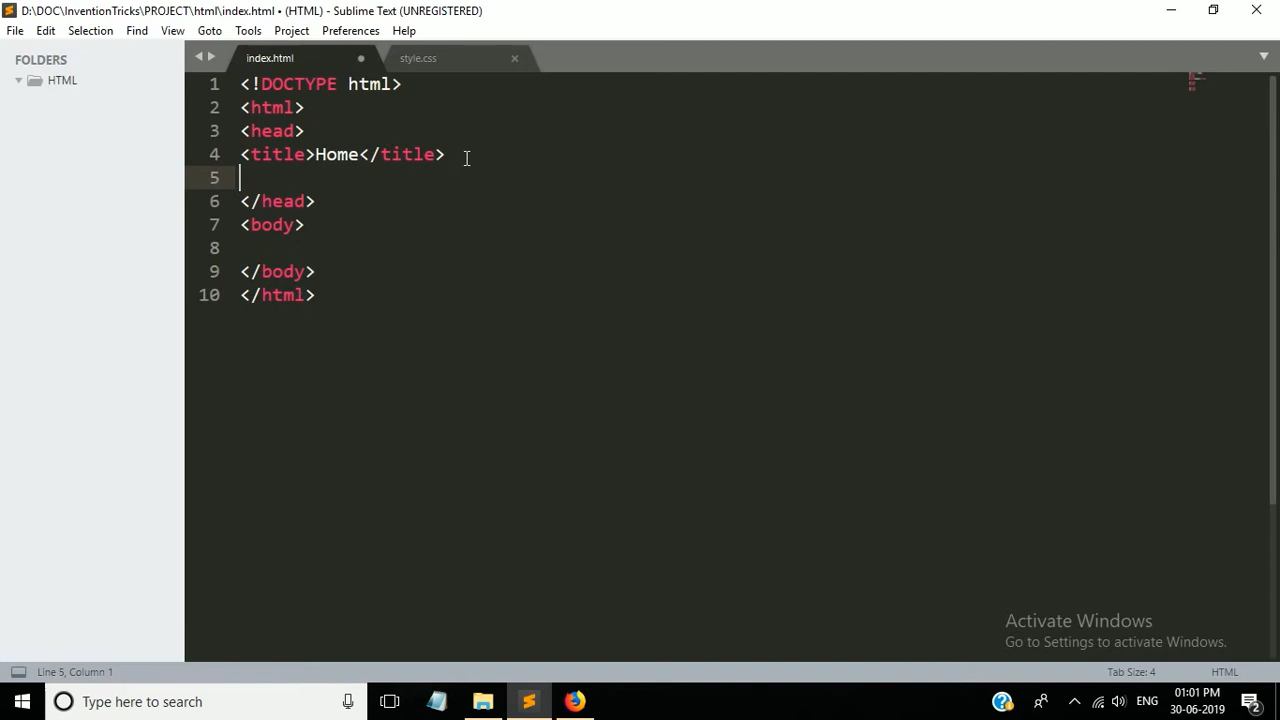 D:\DOC\InventionTricks\PROJECT\html\index.html • (HTML) - Sublime Text (UNREGISTERED)
File Edit Selection Find View Goto Tools Project Preferences Help
FOLDERS
HTML
index.html style.css
1 <!DOCTYPE html>
2 <html>
3 <head>
4 <title>Home</title>
5
6 </head>
7 <body>
8
9 </body>
10 </html>
Activate Windows
Go to Settings to activate Windows.
Line 5, Column 1 Tab Size: 4 HTML
Type here to search ENG 01:01 PM 2
30-06-2019